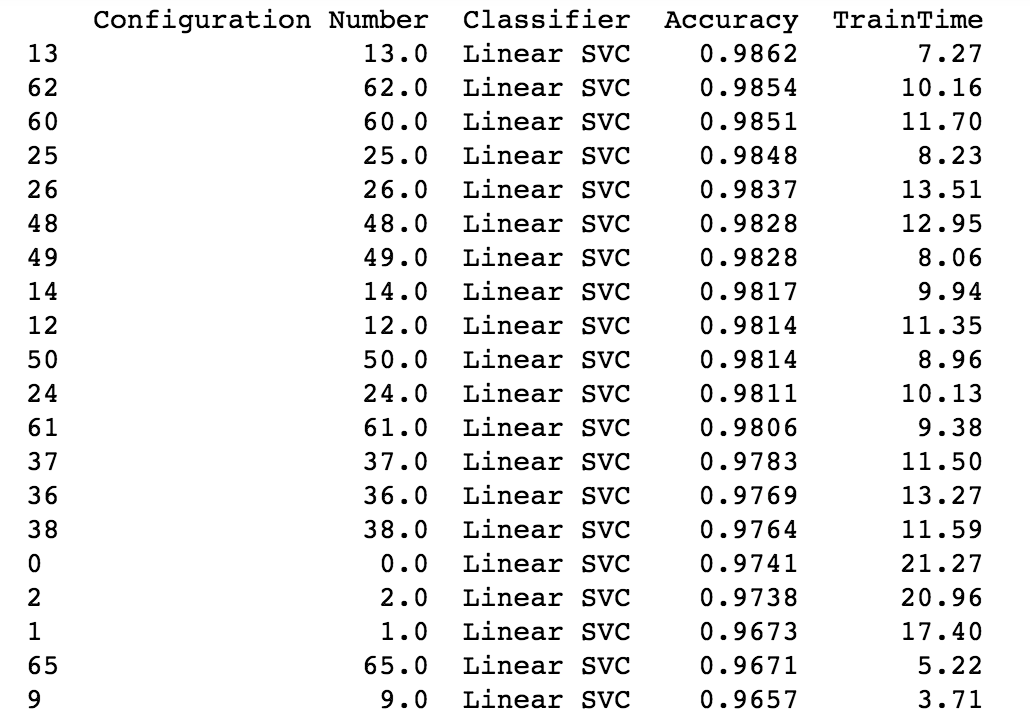 Configuration Number Classifier Accuracy TrainTime
13 13.0 Linear SVC 0.9862 7.27
62 62.0 Linear SVC 0.9854 10.16
60 60.0 Linear SVC 0.9851 11.70
25 25.0 Linear SVC 0.9848 8.23
26 26.0 Linear SVC 0.9837 13.51
48 48.0 Linear SVC 0.9828 12.95
49 49.0 Linear SVC 0.9828 8.06
14 14.0 Linear SVC 0.9817 9.94
12 12.0 Linear SVC 0.9814 11.35
50 50.0 Linear SVC 0.9814 8.96
24 24.0 Linear SVC 0.9811 10.13
61 61.0 Linear SVC 0.9806 9.38
37 37.0 Linear SVC 0.9783 11.50
36 36.0 Linear SVC 0.9769 13.27
38 38.0 Linear SVC 0.9764 11.59
0 0.0 Linear SVC 0.9741 21.27
2 2.0 Linear SVC 0.9738 20.96
1 1.0 Linear SVC 0.9673 17.40
65 65.0 Linear SVC 0.9671 5.22
9 9.0 Linear SVC 0.9657 3.71